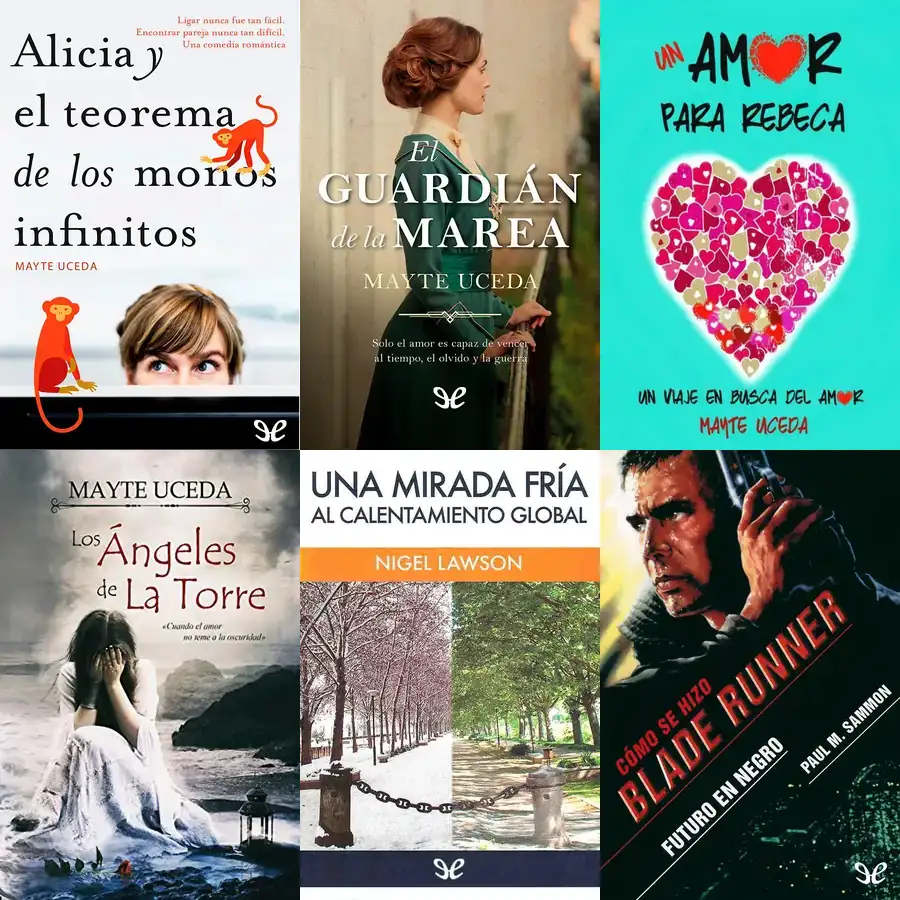 Ligar nunca fue tan fácil.
Encontrar pareja nunca tan difícil.
Una comedia romántica
Alicia y
el teorema
de los monos
infinitos
MAYTE UCEDA
El
GUARDIÁN
de la MAREA
MAYTE UCEDA
Solo el amor es capaz de vencer
al tiempo, el olvido y la guerra
UN AMOR
PARA REBECA
UN VIAJE EN BUSCA DEL AMOR
MAYTE UCEDA
MAYTE UCEDA
Los Ángeles
de La Torre
«Cuando el amor
no teme a la oscuridad»
UNA MIRADA FRÍA
AL CALENTAMIENTO GLOBAL
NIGEL LAWSON
CÓMO SE HIZO
BLADE RUNNER
FUTURO EN NEGRO
PAUL M. SAMMON